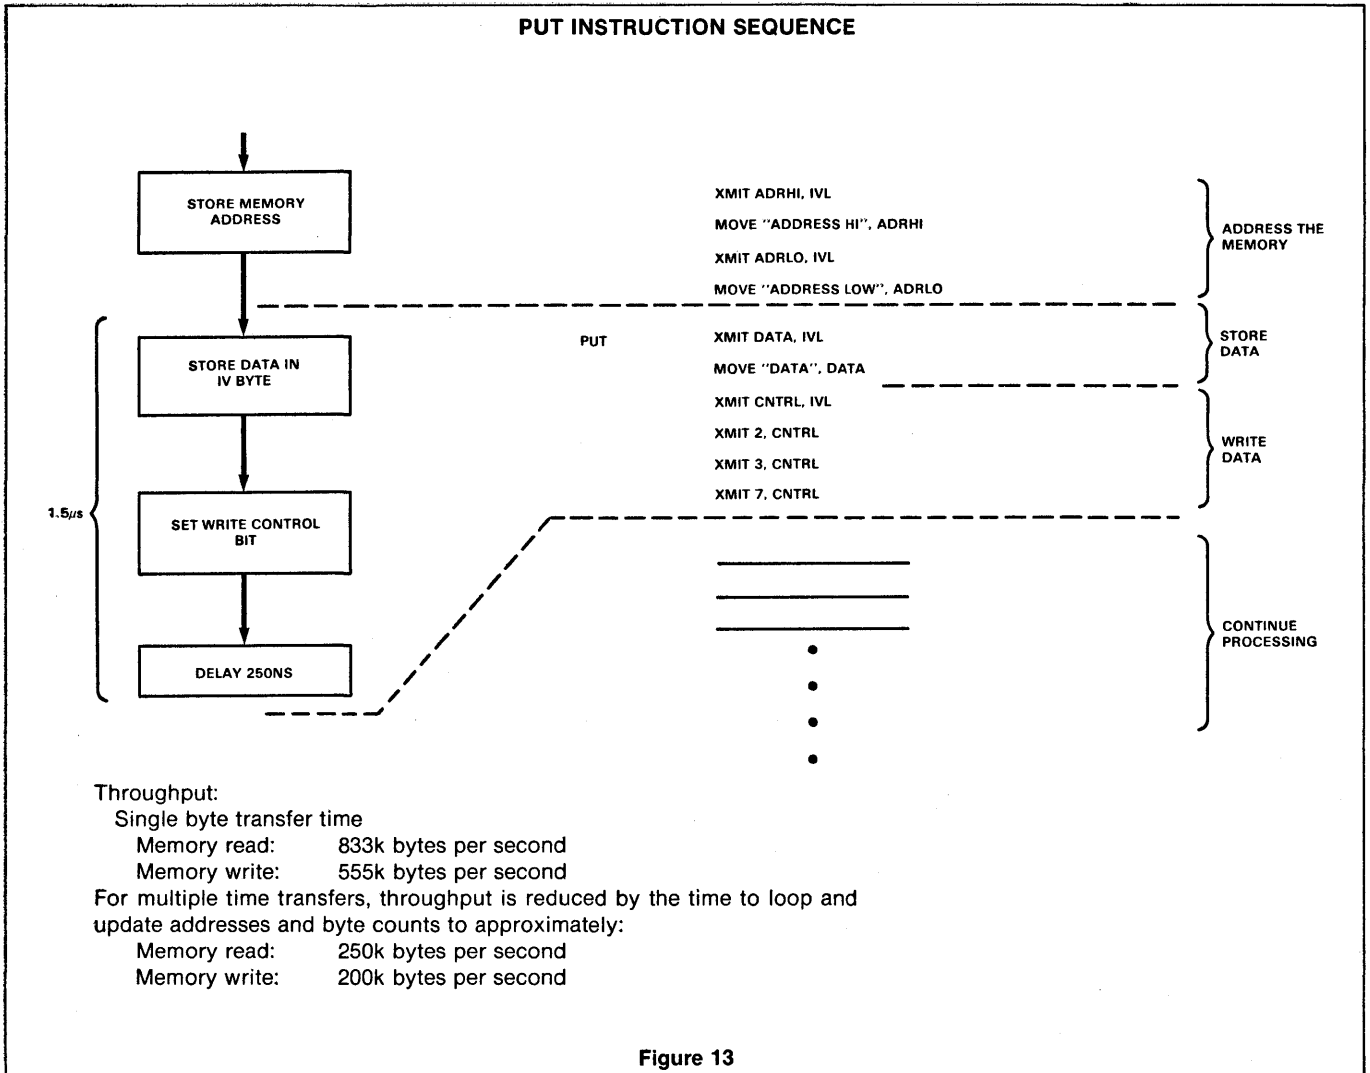 PUT INSTRUCTION SEQUENCE
STORE MEMORY
ADDRESS
STORE DATA IN
IV BYTE
SET WRITE CONTROL
BIT
DELAY 250NS
1.5μs
XMIT ADRHI, IVL
MOVE "ADDRESS HI", ADRHI
XMIT ADRLO, IVL
MOVE "ADDRESS LOW", ADRLO
ADDRESS THE
MEMORY
PUT
XMIT DATA, IVL
MOVE "DATA", DATA
STORE
DATA
XMIT CNTRL, IVL
XMIT 2, CNTRL
XMIT 3, CNTRL
XMIT 7, CNTRL
WRITE
DATA
CONTINUE
PROCESSING
Throughput:
Single byte transfer time
Memory read: 833k bytes per second
Memory write: 555k bytes per second
For multiple time transfers, throughput is reduced by the time to loop and
update addresses and byte counts to approximately:
Memory read: 250k bytes per second
Memory write: 200k bytes per second
Figure 13